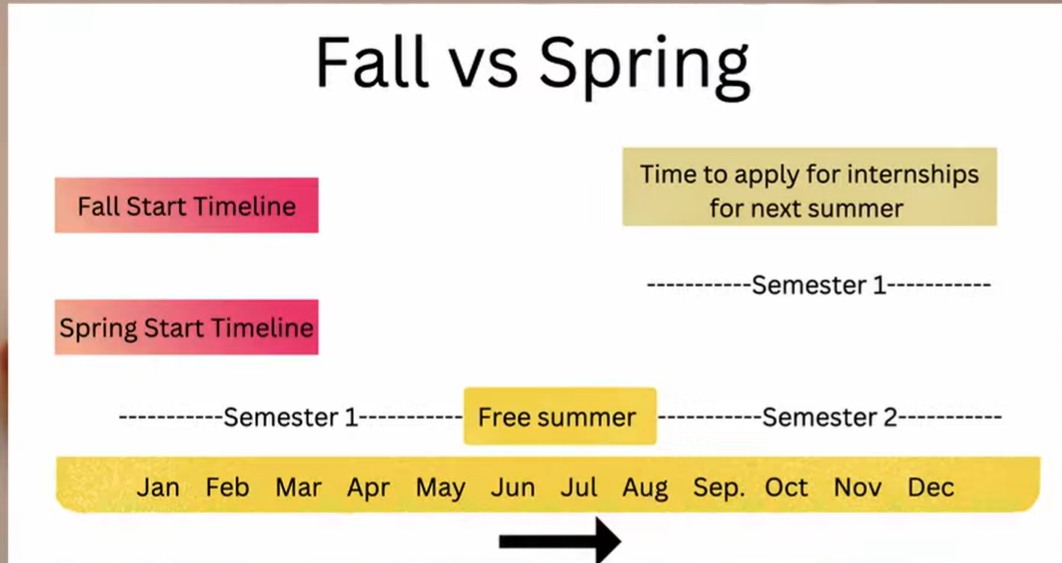 Fall vs Spring
Fall Start Timeline
Time to apply for internships
for next summer
-----------Semester 1-----------
Spring Start Timeline
-----------Semester 1-----------
Free summer
-----------Semester 2-----------
Jan Feb Mar Apr May Jun Jul Aug Sep. Oct Nov Dec